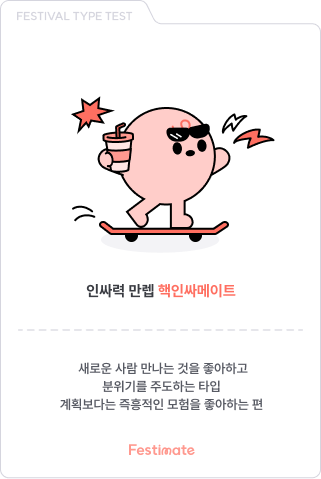 FESTIVAL TYPE TEST
인싸력 만렙 핵인싸메이트
새로운 사람 만나는 것을 좋아하고
분위기를 주도하는 타입
계획보다는 즉흥적인 모험을 좋아하는 편
Festimate